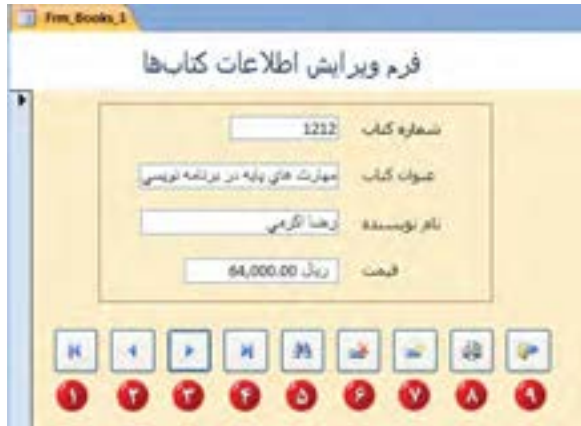 Frm_Books_1
فرم ویرایش اطلاعات کتاب‌ها
شماره کتاب 1212
عنوان کتاب مهارت های پایه در برنامه نویسی
نام نویسنده رضا اکرمی
قیمت ریال 64,000.00
۱ ۲ ۳ ۴ ۵ ۶ ۷ ۸ ۹